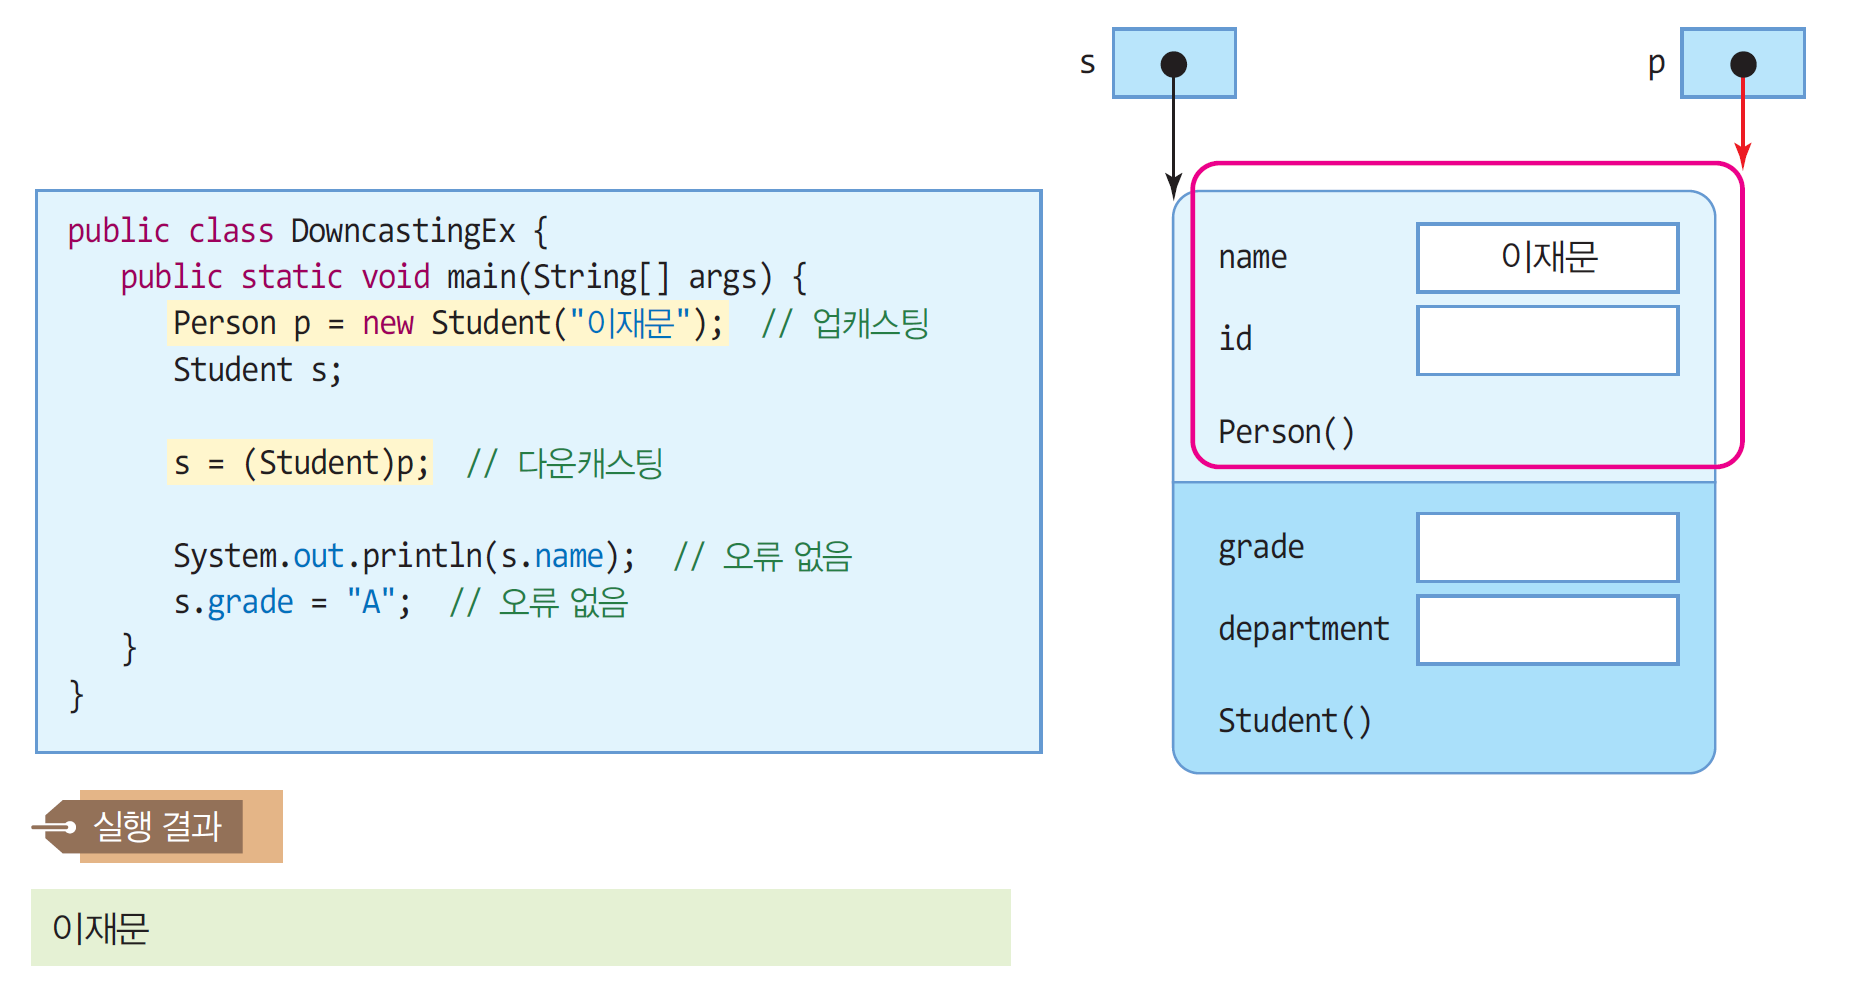 public class DowncastingEx {
public static void main(String[] args) {
Person p = new Student("이재문"); // 업캐스팅
Student s;
s = (Student)p; // 다운캐스팅
System.out.println(s.name); // 오류 없음
s.grade = "A"; // 오류 없음
}
}
실행 결과
이재문
s
p
name 이재문
id
Person()
grade
department
Student()